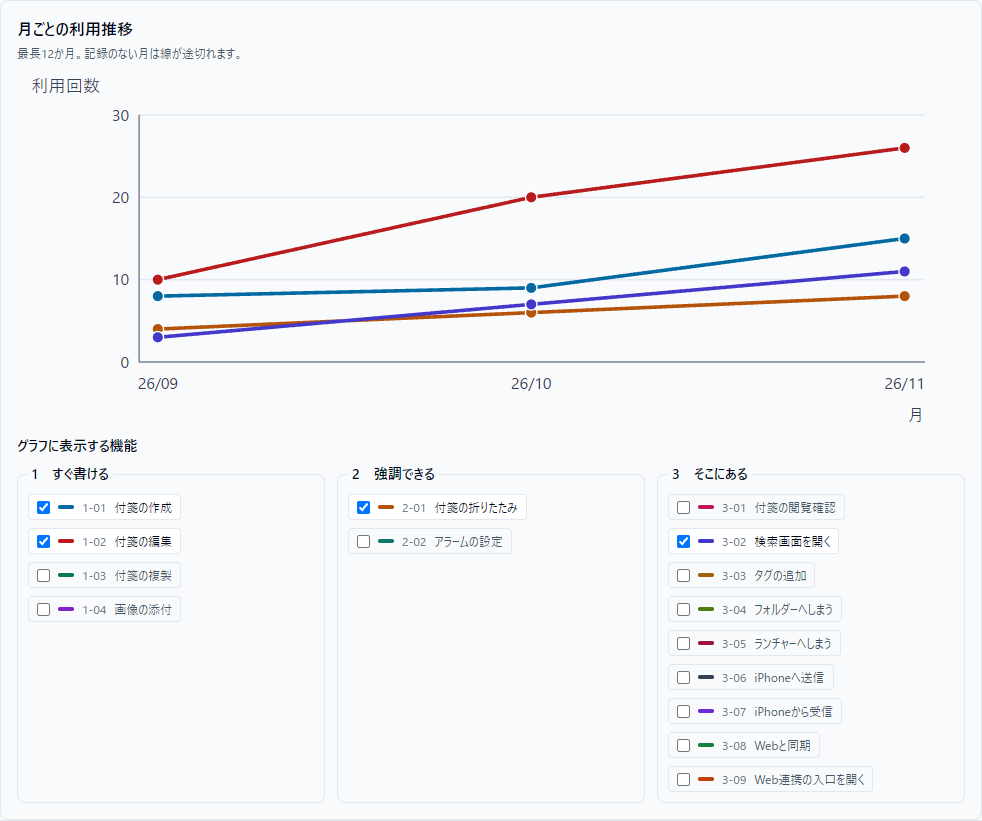 月ごとの利用推移
最長12か月。記録のない月は線が途切れます。
利用回数
30
20
10
0
26/09 26/10 26/11
月
グラフに表示する機能
1 すぐ書ける
1-01 付箋の作成
1-02 付箋の編集
1-03 付箋の複製
1-04 画像の添付
2 強調できる
2-01 付箋の折りたたみ
2-02 アラームの設定
3 そこにある
3-01 付箋の閲覧確認
3-02 検索画面を開く
3-03 タグの追加
3-04 フォルダーへしまう
3-05 ランチャーへしまう
3-06 iPhoneへ送信
3-07 iPhoneから受信
3-08 Webと同期
3-09 Web連携の入口を開く